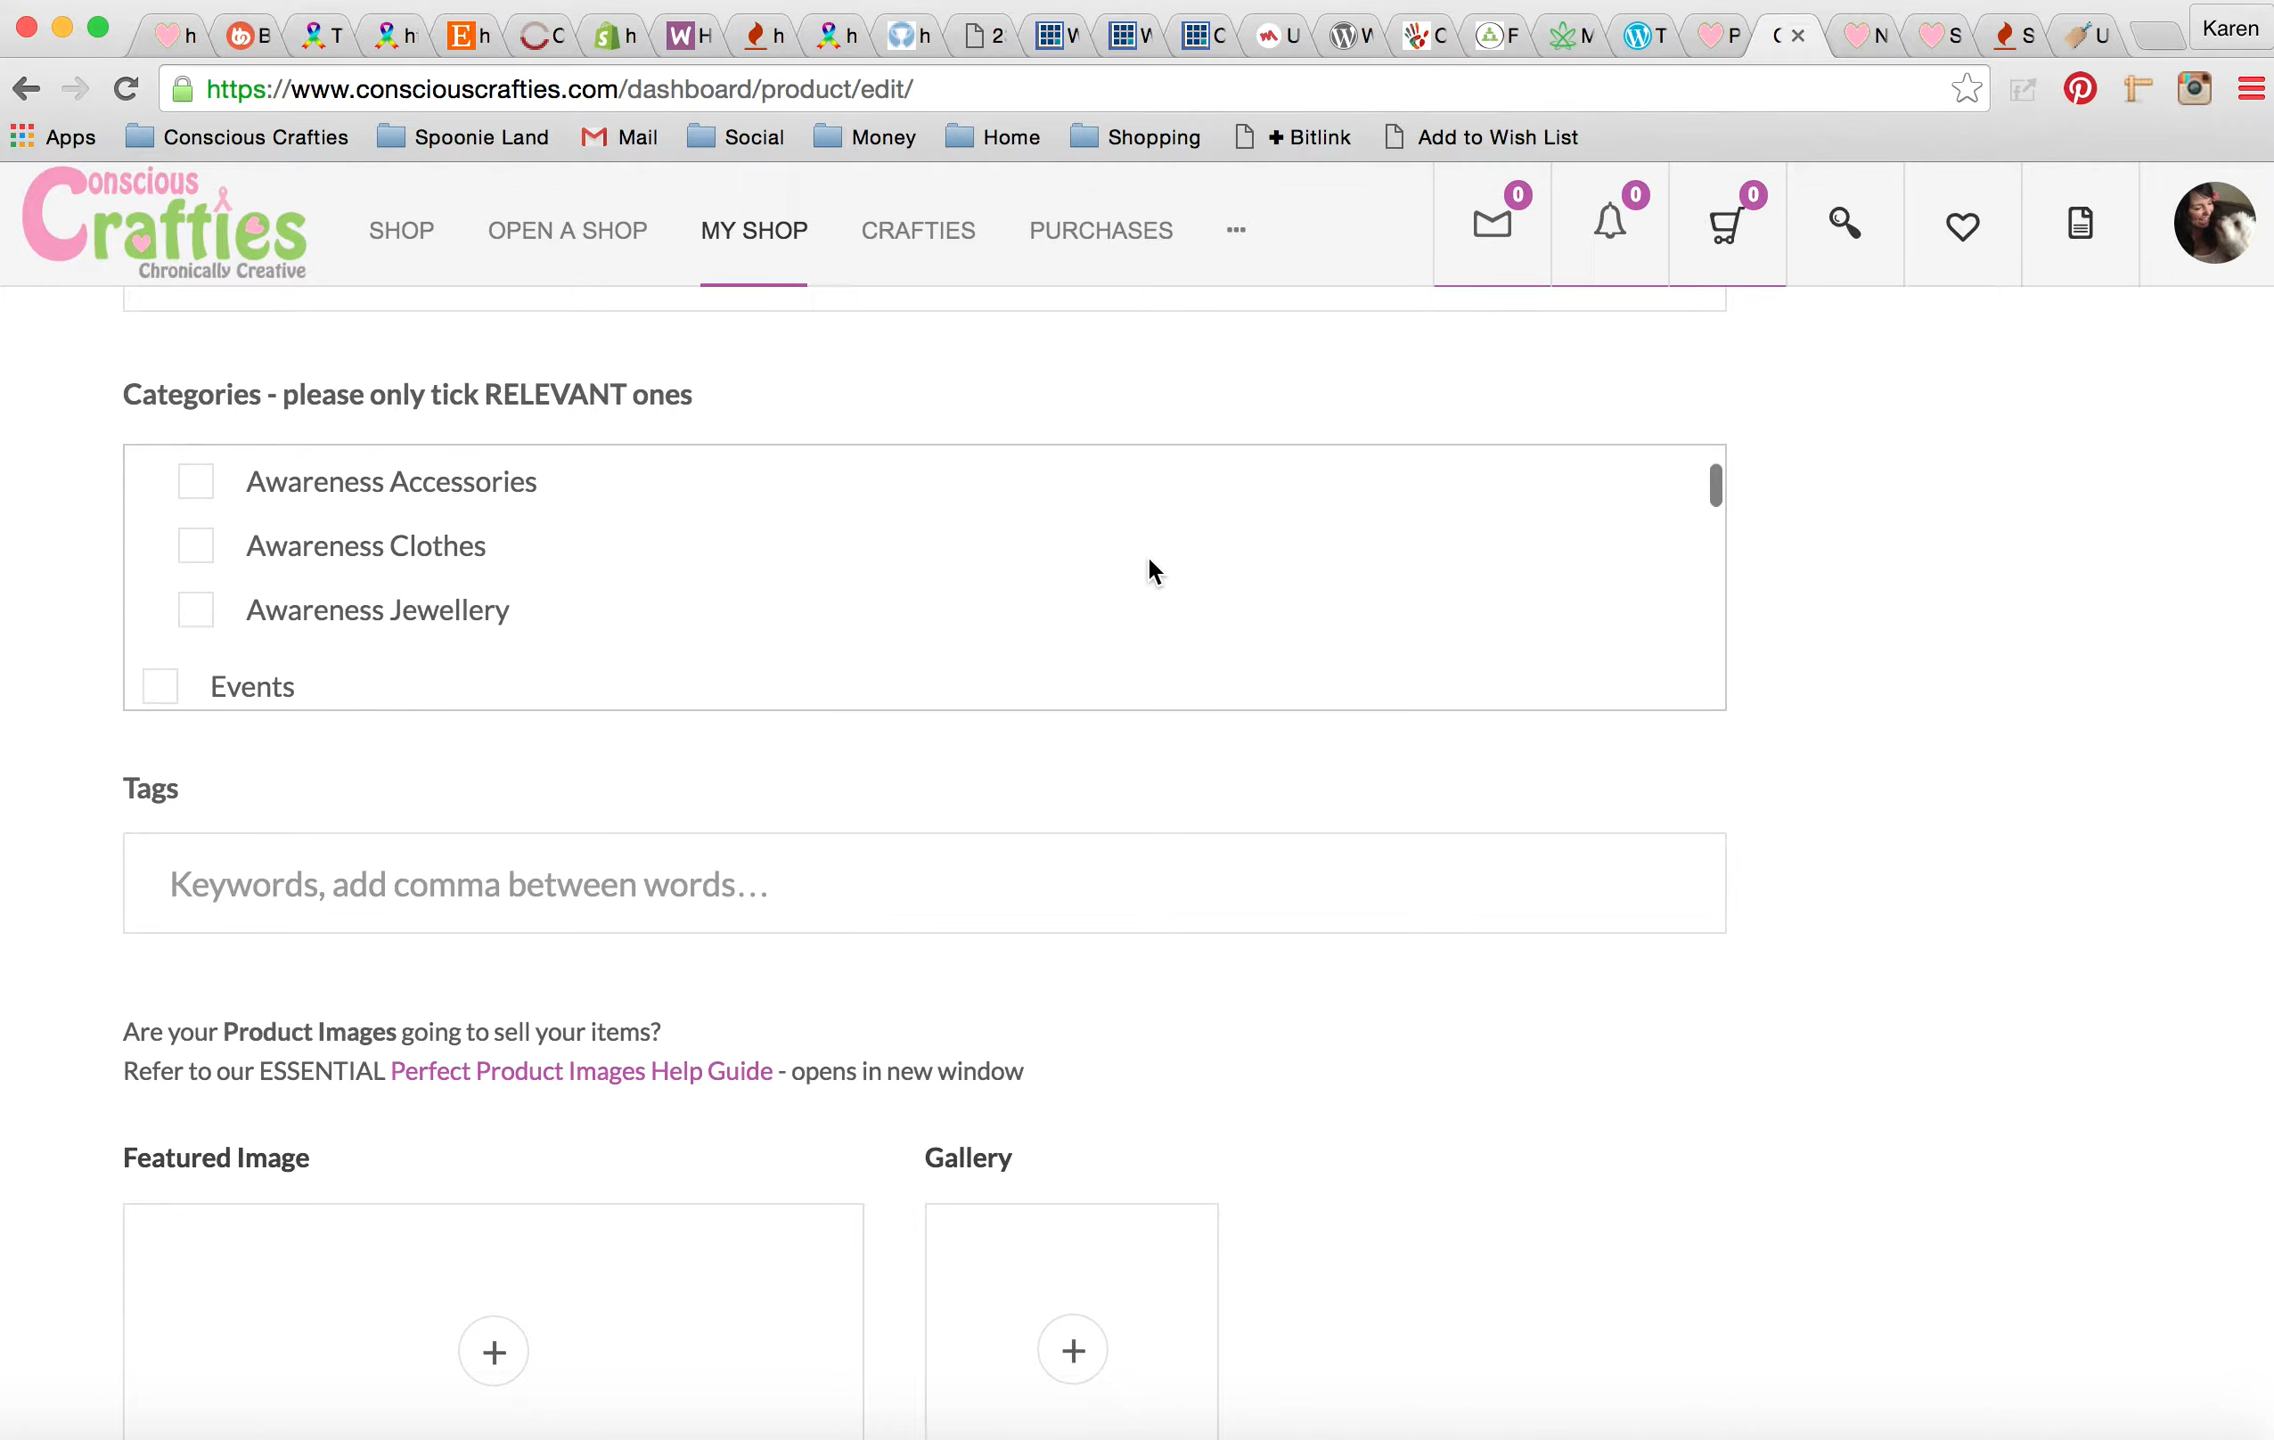 h B T h h C h H h h h 2 W W C U W C F M T P C N S S U Karen
https://www.consciouscrafties.com/dashboard/product/edit/
Apps Conscious Crafties Spoonie Land Mail Social Money Home Shopping + Bitlink Add to Wish List
Conscious
Crafties
Chronically Creative
SHOP OPEN A SHOP MY SHOP CRAFTIES PURCHASES ••• 0 0 0
Categories - please only tick RELEVANT ones
Awareness Accessories
Awareness Clothes
Awareness Jewellery
Events
Tags
Keywords, add comma between words...
Are your Product Images going to sell your items?
Refer to our ESSENTIAL Perfect Product Images Help Guide - opens in new window
Featured Image Gallery
+ +